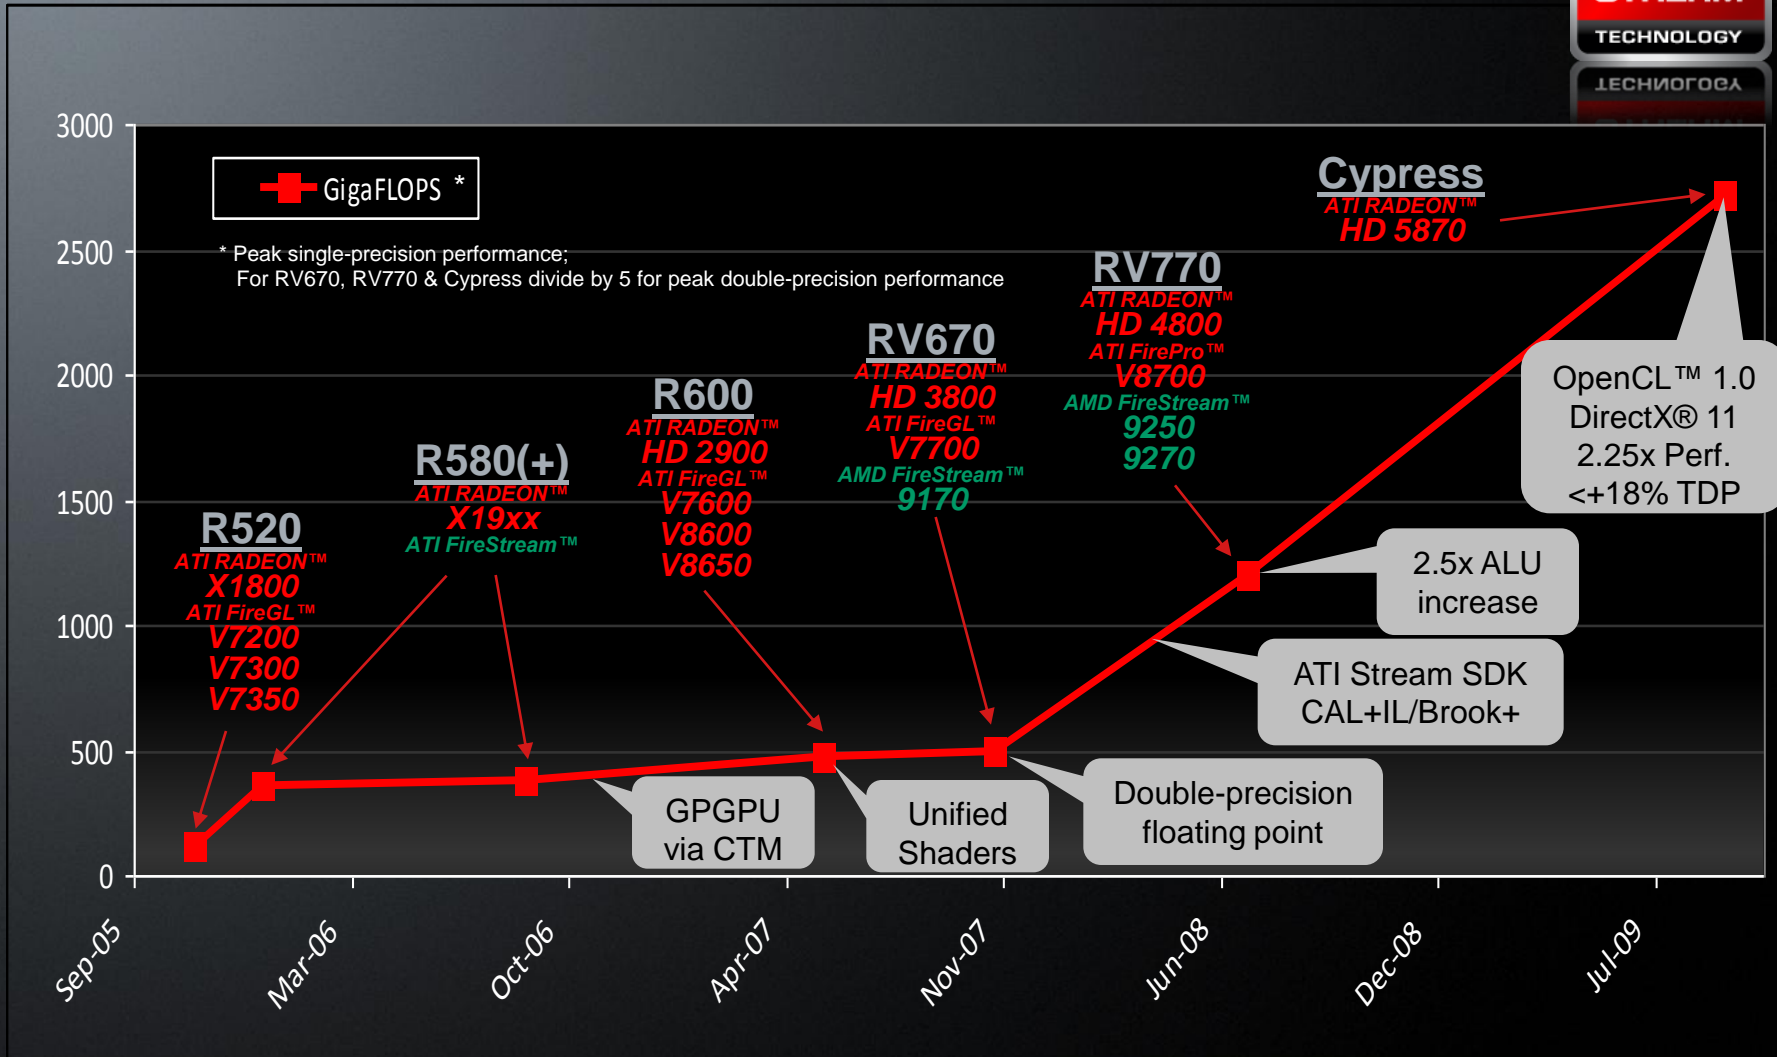 TECHNOLOGY
3000
2500
2000
1500
1000
500
0
GigaFLOPS *
* Peak single-precision performance;
For RV670, RV770 & Cypress divide by 5 for peak double-precision performance
R520
ATI RADEON™
X1800
ATI FireGL™
V7200
V7300
V7350
R580(+)
ATI RADEON™
X19xx
ATI FireStream™
R600
ATI RADEON™
HD 2900
ATI FireGL™
V7600
V8600
V8650
RV670
ATI RADEON™
HD 3800
ATI FireGL™
V7700
AMD FireStream™
9170
RV770
ATI RADEON™
HD 4800
ATI FirePro™
V8700
AMD FireStream™
9250
9270
Cypress
ATI RADEON™
HD 5870
OpenCL™ 1.0
DirectX® 11
2.25x Perf.
<+18% TDP
2.5x ALU
increase
ATI Stream SDK
CAL+IL/Brook+
Double-precision
floating point
Unified
Shaders
GPGPU
via CTM
Sep-05
Mar-06
Oct-06
Apr-07
Nov-07
Jun-08
Dec-08
Jul-09